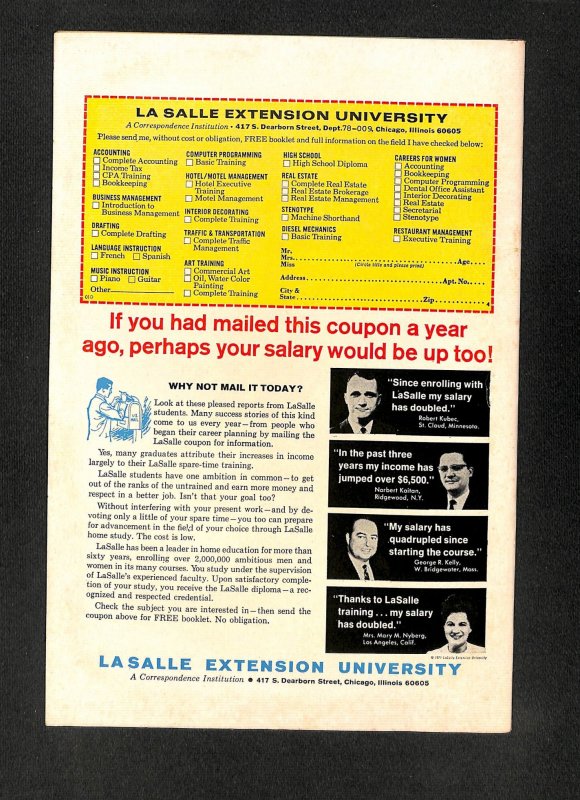 LA SALLE EXTENSION UNIVERSITY
A Correspondence Institution • 417 S. Dearborn Street, Dept. 78-009, Chicago, Illinois 60605
Please send me, without cost or obligation, FREE booklet and full information on the field I have checked below:
ACCOUNTING
Complete Accounting
Income Tax
CPA Training
Bookkeeping
BUSINESS MANAGEMENT
Introduction to
Business Management
DRAFTING
Complete Drafting
LANGUAGE INSTRUCTION
French Spanish
MUSIC INSTRUCTION
Piano Guitar
Other
010
COMPUTER PROGRAMMING
Basic Training
HOTEL/MOTEL MANAGEMENT
Hotel Executive
Training
Motel Management
INTERIOR DECORATING
Complete Training
TRAFFIC & TRANSPORTATION
Complete Traffic
Management
ART TRAINING
Commercial Art
Oil, Water Color
Painting
Complete Training
HIGH SCHOOL
High School Diploma
REAL ESTATE
Complete Real Estate
Real Estate Brokerage
Real Estate Management
STENOTYPE
Machine Shorthand
DIESEL MECHANICS
Basic Training
CAREERS FOR WOMEN
Accounting
Bookkeeping
Computer Programming
Dental Office Assistant
Interior Decorating
Real Estate
Secretarial
Stenotype
RESTAURANT MANAGEMENT
Executive Training
Mr.
Mrs. Age
Miss (Circle title and please print)
Address Apt. No.
City &
State Zip 4
If you had mailed this coupon a year
ago, perhaps your salary would be up too!
WHY NOT MAIL IT TODAY?
U.S.
MAIL
Look at these pleased reports from LaSalle
students. Many success stories of this kind
come to us every year—from people who
began their career planning by mailing the
LaSalle coupon for information.
Yes, many graduates attribute their increases in income
largely to their LaSalle spare-time training.
LaSalle students have one ambition in common—to get
out of the ranks of the untrained and earn more money and
respect in a better job. Isn't that your goal too?
Without interfering with your present work—and by de-
voting only a little of your spare time—you too can prepare
for advancement in the field of your choice through LaSalle
home study. The cost is low.
LaSalle has been a leader in home education for more than
sixty years, enrolling over 2,000,000 ambitious men and
women in its many courses. You study under the supervision
of LaSalle's experienced faculty. Upon satisfactory comple-
tion of your study, you receive the LaSalle diploma—a rec-
ognized and respected credential.
Check the subject you are interested in—then send the
coupon above for FREE booklet. No obligation.
"Since enrolling with
LaSalle my salary
has doubled."
Robert Kubec,
St. Cloud, Minnesota.
"In the past three
years my income has
jumped over $6,500."
Norbert Kaitan,
Ridgewood, N.Y.
"My salary has
quadrupled since
starting the course."
George R. Kelly,
W. Bridgewater, Mass.
"Thanks to LaSalle
training . . . my salary
has doubled."
Mrs. Mary M. Nyberg,
Los Angeles, Calif.
LaSalle Extension University
LA SALLE EXTENSION UNIVERSITY
A Correspondence Institution • 417 S. Dearborn Street, Chicago, Illinois 60605